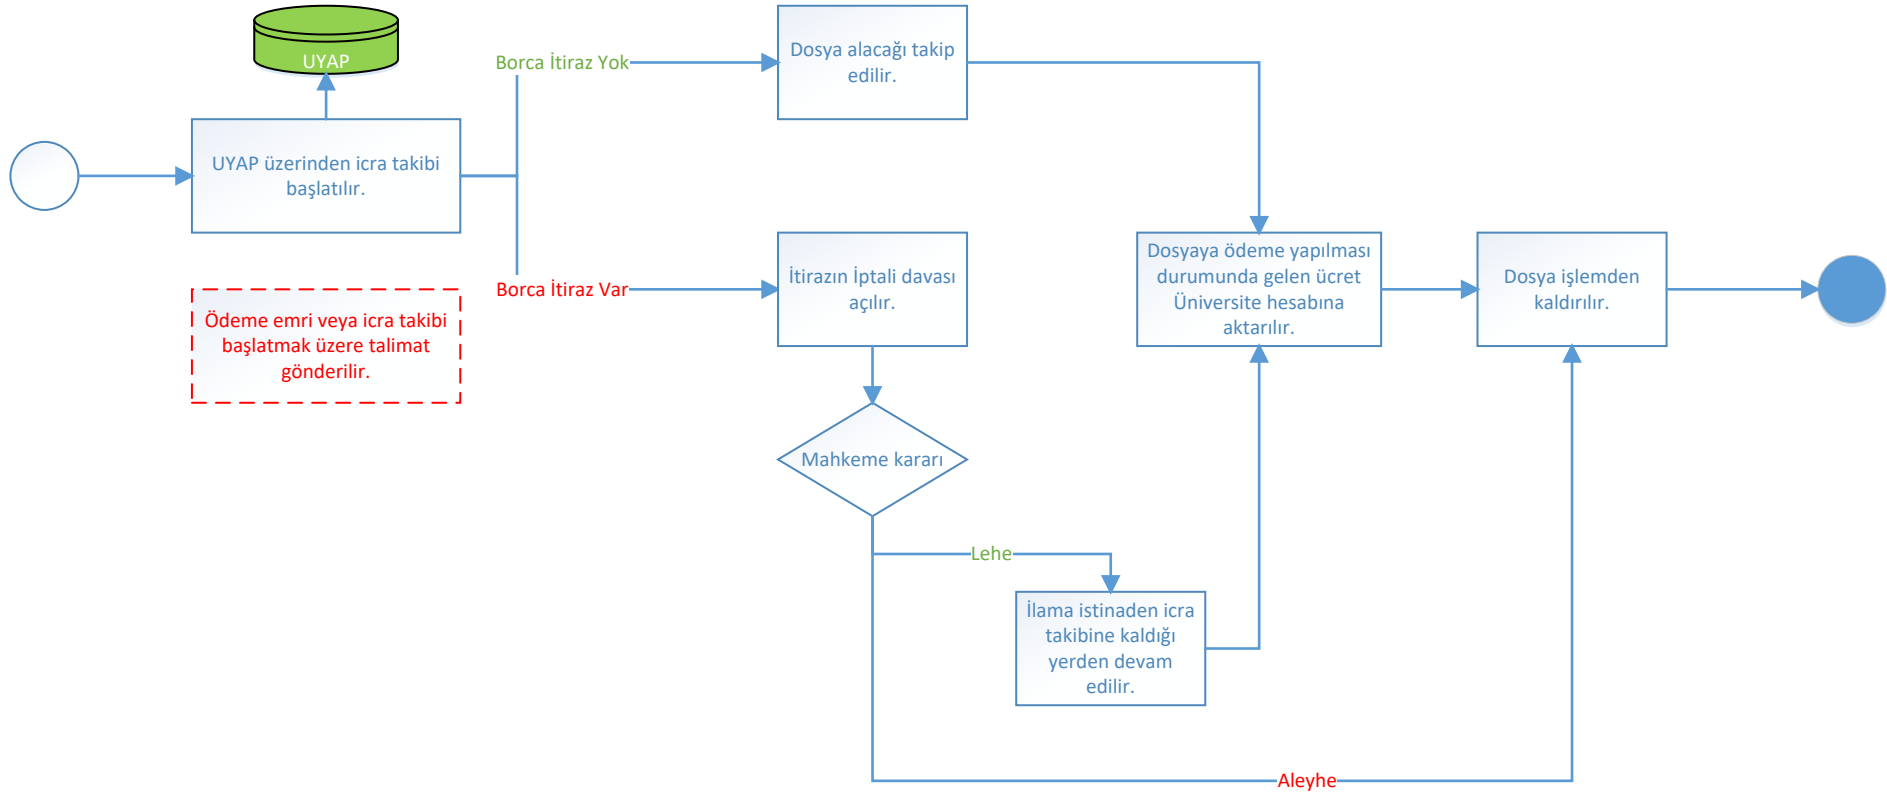 UYAP
UYAP üzerinden icra takibi
başlatılır.
Ödeme emri veya icra takibi
başlatmak üzere talimat
gönderilir.
Borca İtiraz Yok
Dosya alacağı takip
edilir.
Borca İtiraz Var
İtirazın İptali davası
açılır.
Mahkeme kararı
Lehe
İlama istinaden icra
takibine kaldığı
yerden devam
edilir.
Dosyaya ödeme yapılması
durumunda gelen ücret
Üniversite hesabına
aktarılır.
Dosya işlemden
kaldırılır.
Aleyhe